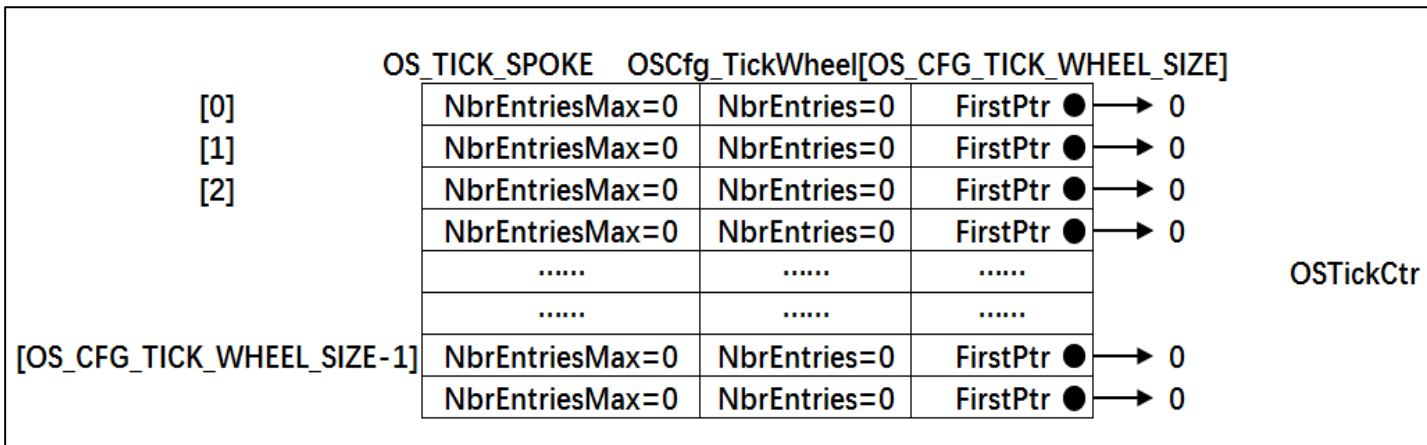 OS_TICK_SPOKE OSCfg_TickWheel[OS_CFG_TICK_WHEEL_SIZE]
[0] NbrEntriesMax=0 NbrEntries=0 FirstPtr 0
[1] NbrEntriesMax=0 NbrEntries=0 FirstPtr 0
[2] NbrEntriesMax=0 NbrEntries=0 FirstPtr 0
NbrEntriesMax=0 NbrEntries=0 FirstPtr 0
...... ...... ...... OSTickCtr
...... ...... ......
[OS_CFG_TICK_WHEEL_SIZE-1] NbrEntriesMax=0 NbrEntries=0 FirstPtr 0
NbrEntriesMax=0 NbrEntries=0 FirstPtr 0